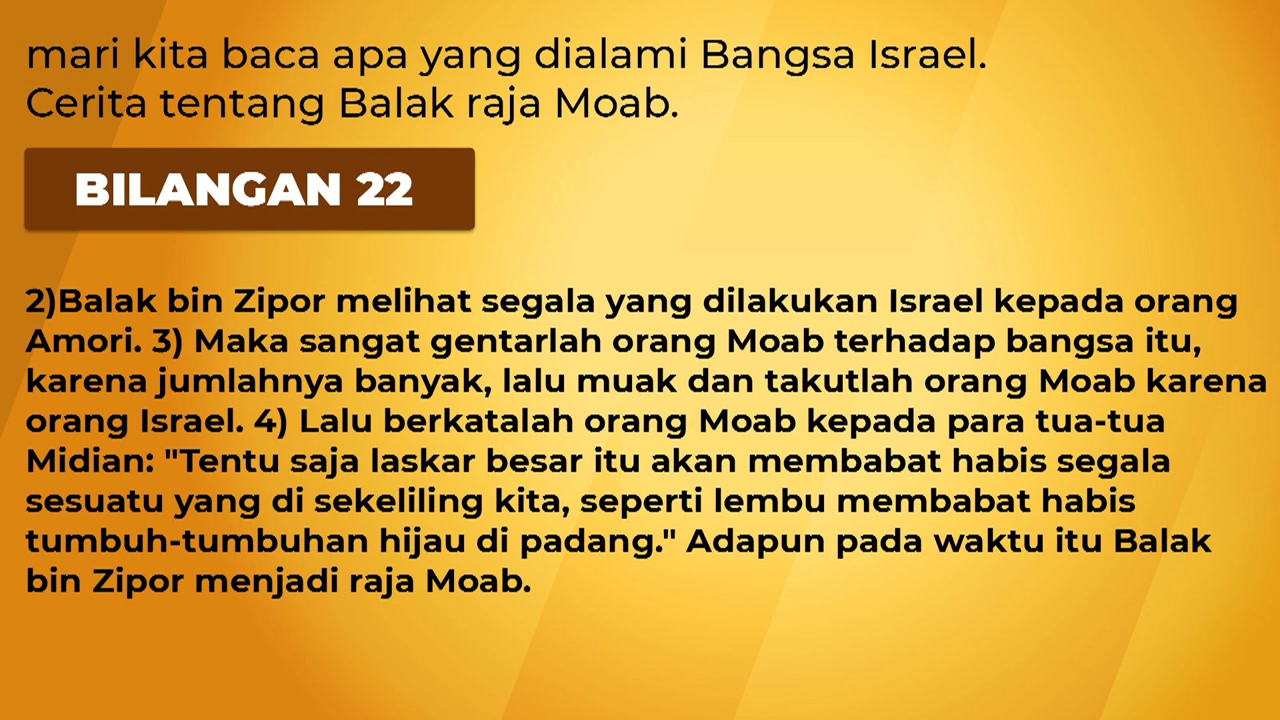 mari kita baca apa yang dialami Bangsa Israel.
Cerita tentang Balak raja Moab.
BILANGAN 22
2)Balak bin Zipor melihat segala yang dilakukan Israel kepada orang
Amori. 3) Maka sangat gentarlah orang Moab terhadap bangsa itu,
karena jumlahnya banyak, lalu muak dan takutlah orang Moab karena
orang Israel. 4) Lalu berkatalah orang Moab kepada para tua-tua
Midian: "Tentu saja laskar besar itu akan membabat habis segala
sesuatu yang di sekeliling kita, seperti lembu membabat habis
tumbuh-tumbuhan hijau di padang." Adapun pada waktu itu Balak
bin Zipor menjadi raja Moab.